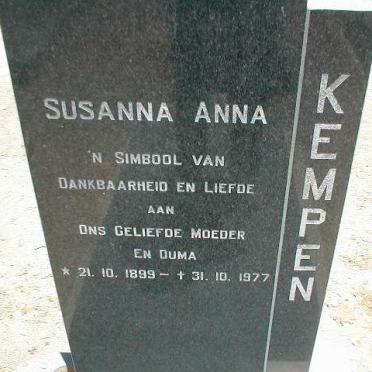 KEMPEN
SUSANNA ANNA
'N SIMBOOL VAN
DANKBAARHEID EN LIEFDE
AAN
ONS GELIEFDE MOEDER
EN OUMA
* 21. 10. 1899 – † 31. 10. 1977